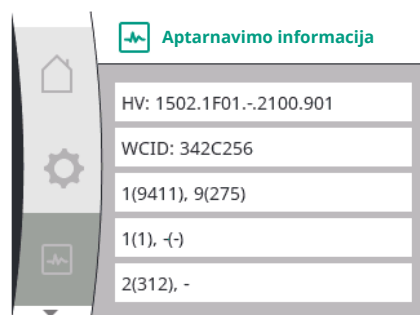 Aptarnavimo informacija
HV: 1502.1F01.-.2100.901
WCID: 342C256
1(9411), 9(275)
1(1), -(-)
2(312), -